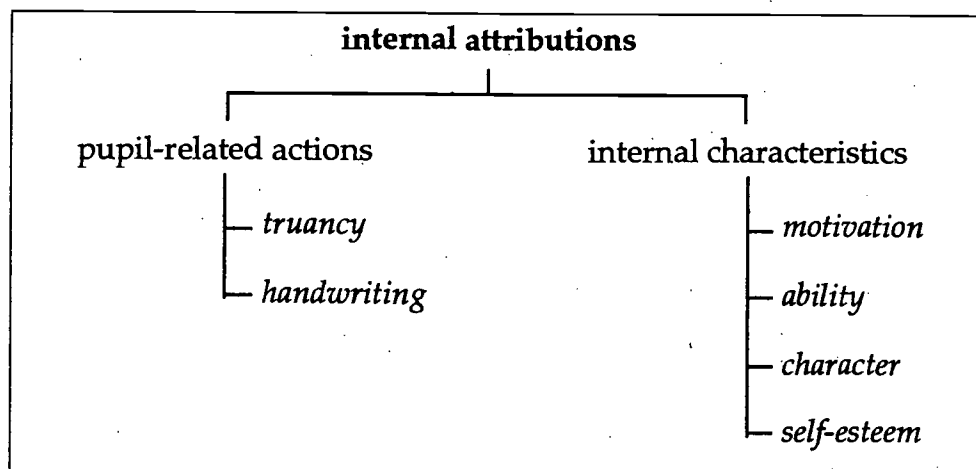 internal attributions
pupil-related actions
truancy
handwriting
internal characteristics
motivation
ability
character
self-esteem